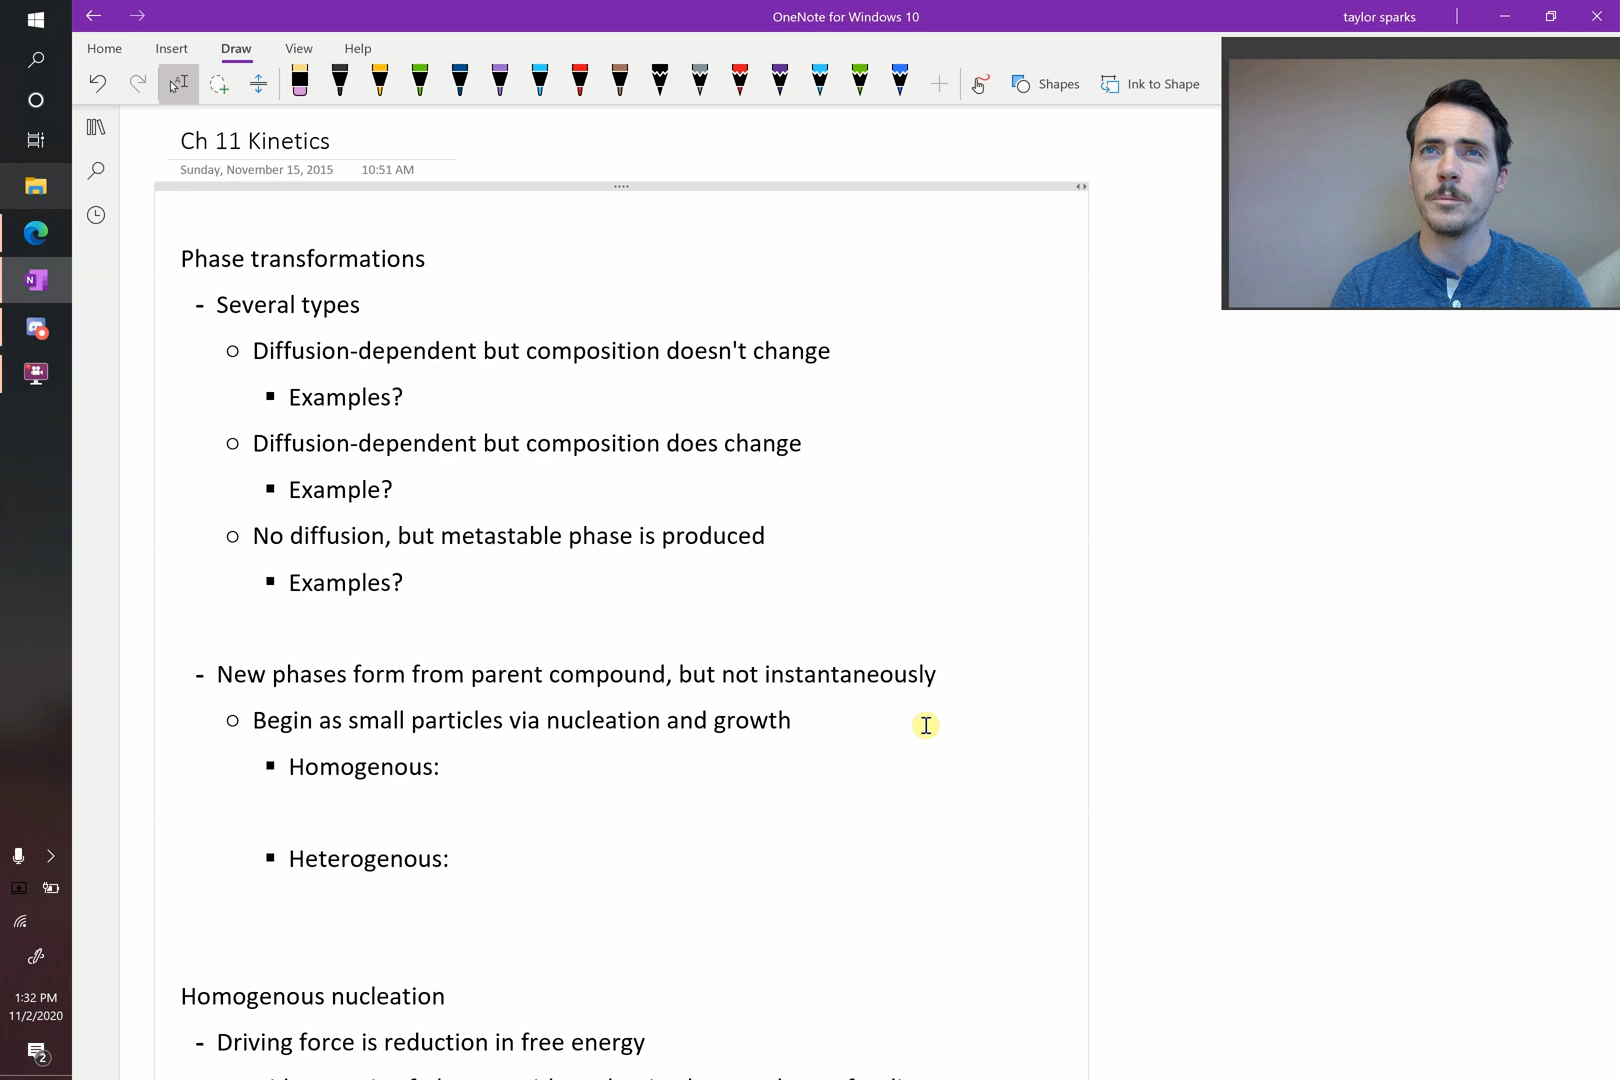 OneNote for Windows 10
taylor sparks
Home Insert Draw View Help
Shapes
Ink to Shape
Ch 11 Kinetics
Sunday, November 15, 2015 10:51 AM
Phase transformations
- Several types
Diffusion-dependent but composition doesn't change
Examples?
Diffusion-dependent but composition does change
Example?
No diffusion, but metastable phase is produced
Examples?
- New phases form from parent compound, but not instantaneously
Begin as small particles via nucleation and growth
Homogenous:
Heterogenous:
Homogenous nucleation
- Driving force is reduction in free energy
1:32 PM
11/2/2020
2